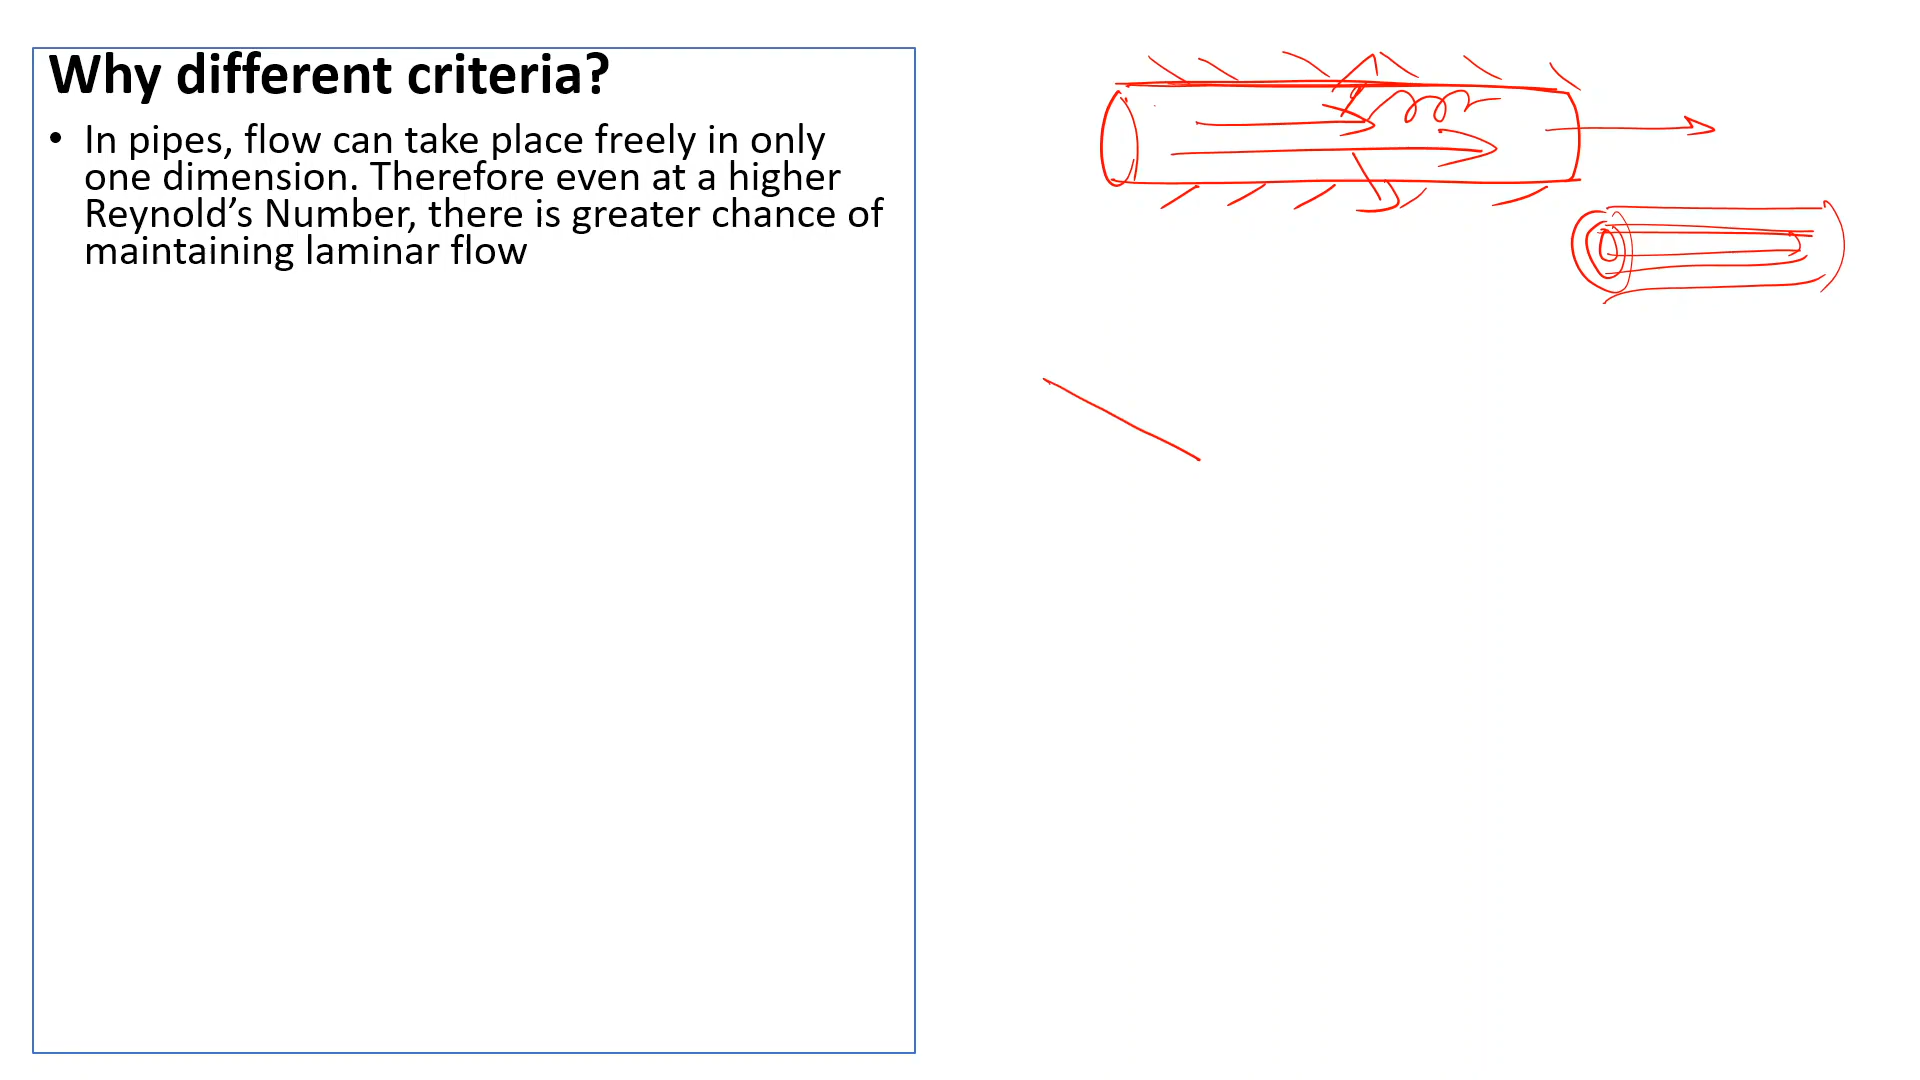 Why different criteria?
• In pipes, flow can take place freely in only
one dimension. Therefore even at a higher
Reynold’s Number, there is greater chance of
maintaining laminar flow